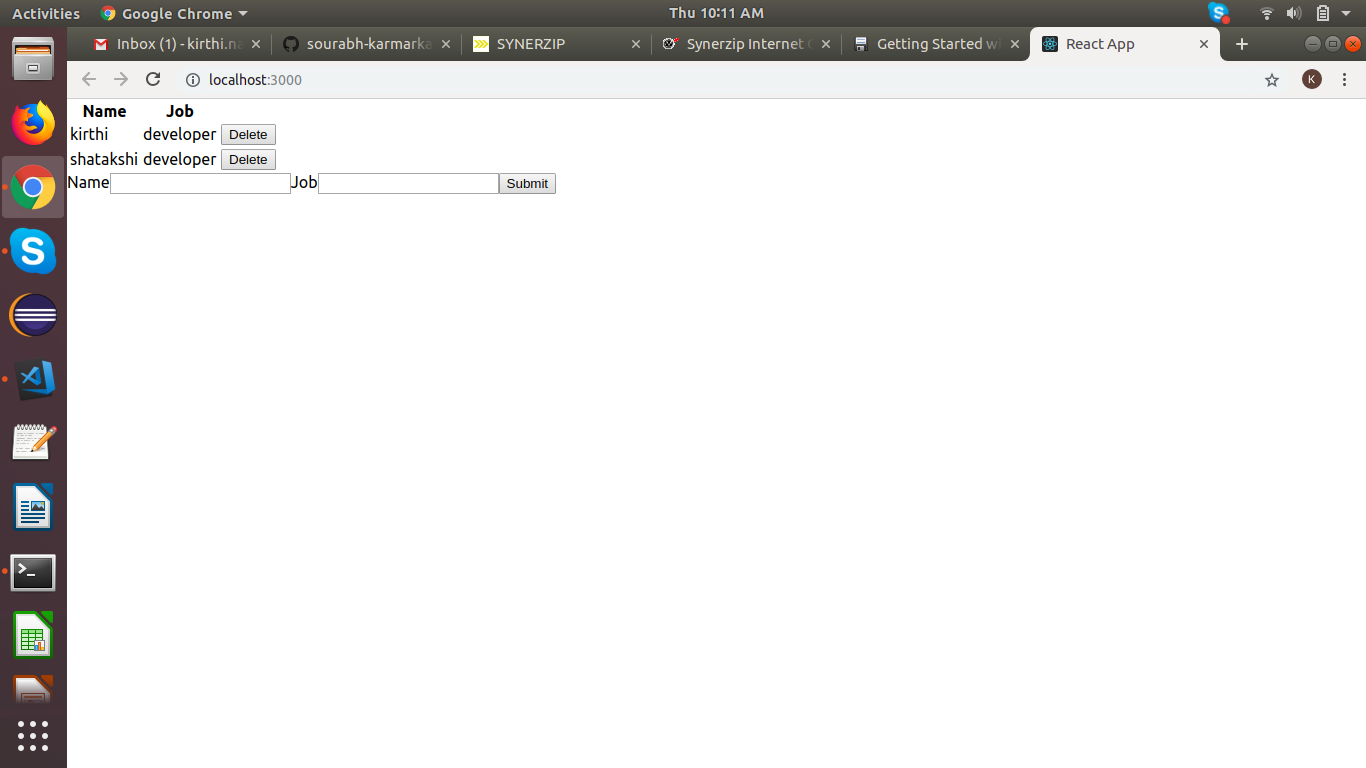 Activities Google Chrome Thu 10:11 AM
Inbox (1) - kirthi.na sourabh-karmarka SYNERZIP Synerzip Internet Getting Started wi React App
localhost:3000 K
Name Job
kirthi developer Delete
shatakshi developer Delete
Name Job Submit